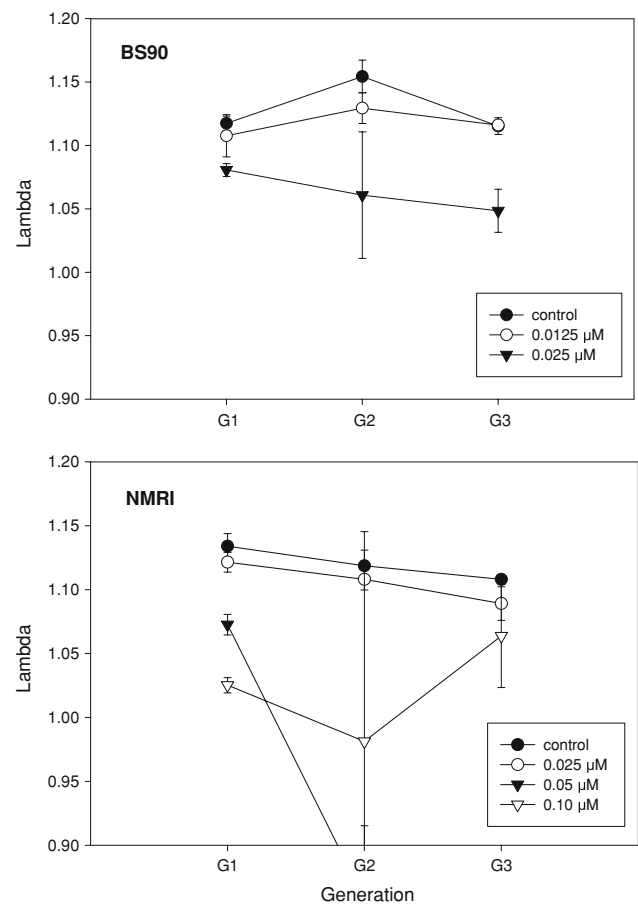 BS90
1.20
1.15
1.10
1.05
1.00
0.95
0.90
Lambda
G1 G2 G3
control
0.0125 µM
0.025 µM
NMRI
1.20
1.15
1.10
1.05
1.00
0.95
0.90
Lambda
G1 G2 G3
control
0.025 µM
0.05 µM
0.10 µM
Generation